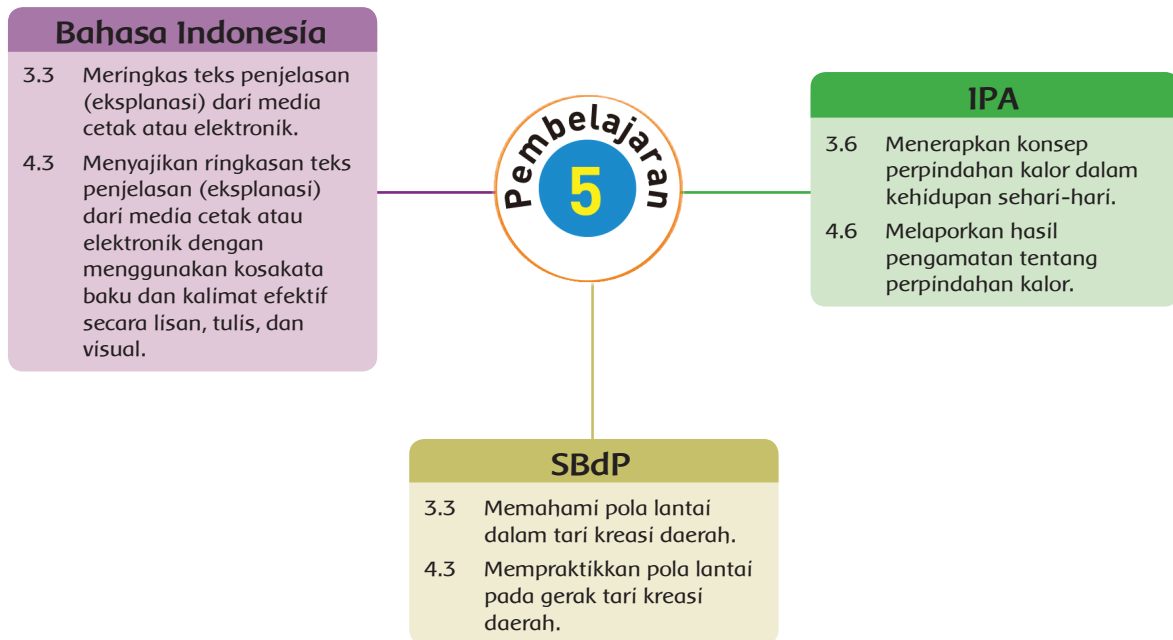 Bahasa Indonesia
3.3 Meringkas teks penjelasan
(eksplanasi) dari media
cetak atau elektronik.
4.3 Menyajikan ringkasan teks
penjelasan (eksplanasi)
dari media cetak atau
elektronik dengan
menggunakan kosakata
baku dan kalimat efektif
secara lisan, tulis, dan
visual.
Pembelajaran
5
IPA
3.6 Menerapkan konsep
perpindahan kalor dalam
kehidupan sehari-hari.
4.6 Melaporkan hasil
pengamatan tentang
perpindahan kalor.
SBdP
3.3 Memahami pola lantai
dalam tari kreasi daerah.
4.3 Mempraktikkan pola lantai
pada gerak tari kreasi
daerah.